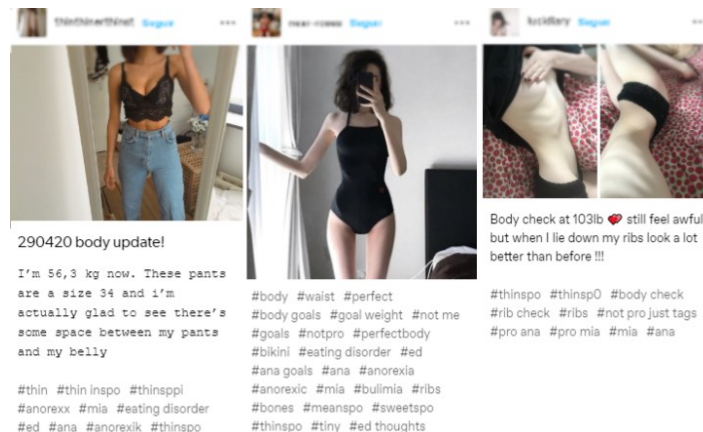 290420 body update!
I'm 56,3 kg now. These pants
are a size 34 and i'm
actually glad to see there's
some space between my pants
and my belly
#thin #thin inspo #thinsppi
#anorexx #mia #eating disorder
#ed #ana #anorexik #thinspo
#body #waist #perfect
#body goals #goal weight #not me
#goals #notpro #perfectbody
#bikini #eating disorder #ed
#ana goals #ana #anorexia
#anorexic #mia #bulimia #ribs
#bones #meanspo #sweetspo
#thinspo #tiny #ed thoughts
Body check at 103lb 💕 still feel awful
but when I lie down my ribs look a lot
better than before !!!
#thinspo #thinsp0 #body check
#rib check #ribs #not pro just tags
#pro ana #pro mia #mia #ana